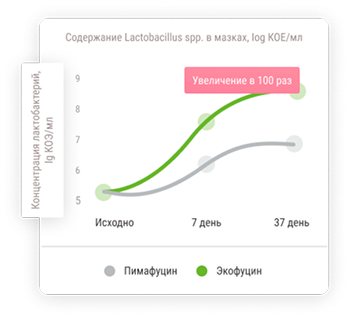 Содержание Lactobacillus spp. в мазках, log КОЕ/мл
Концентрация лактобактерий,
lg КОЭ/мл
9
8
7
6
5
Увеличение в 100 раз
Исходно
7 день
37 день
Пимафуцин
Экофуцин